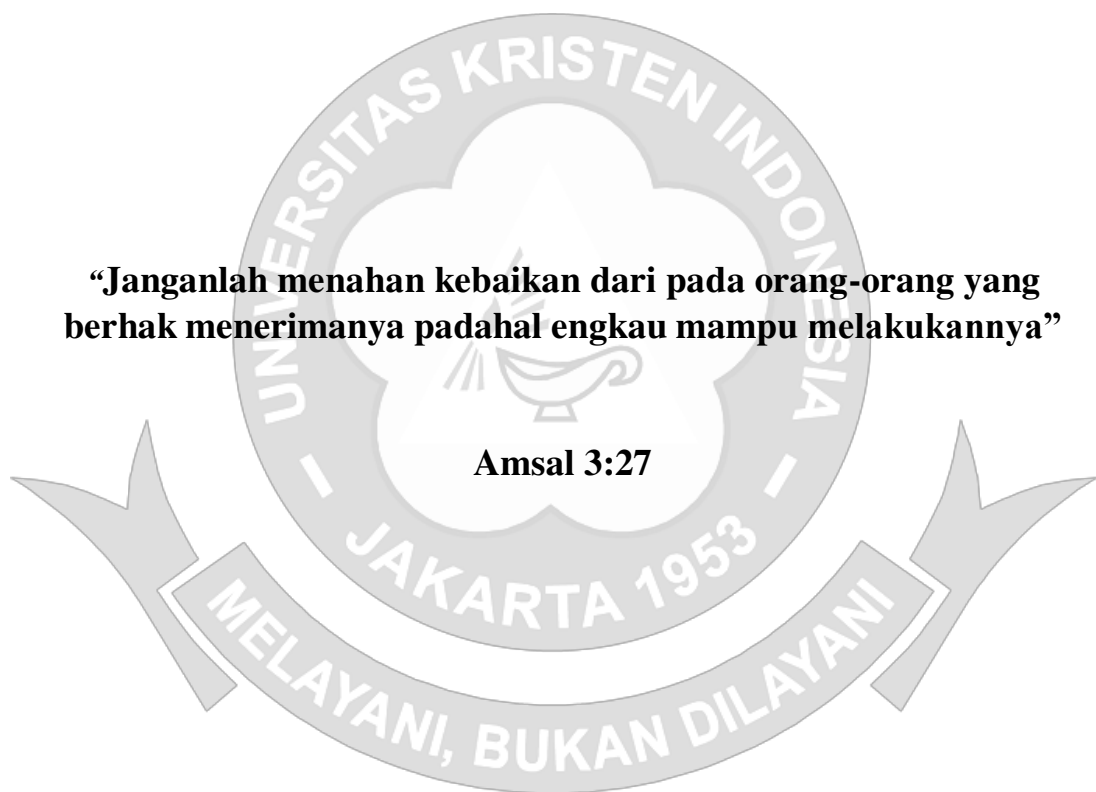 UNIVERSITAS KRISTEN INDONESIA
“Janganlah menahan kebaikan dari pada orang-orang yang
berhak menerimanya padahal engkau mampu melakukannya”
Amsal 3:27
JAKARTA 1953
MELAYANI, BUKAN DILAYANI